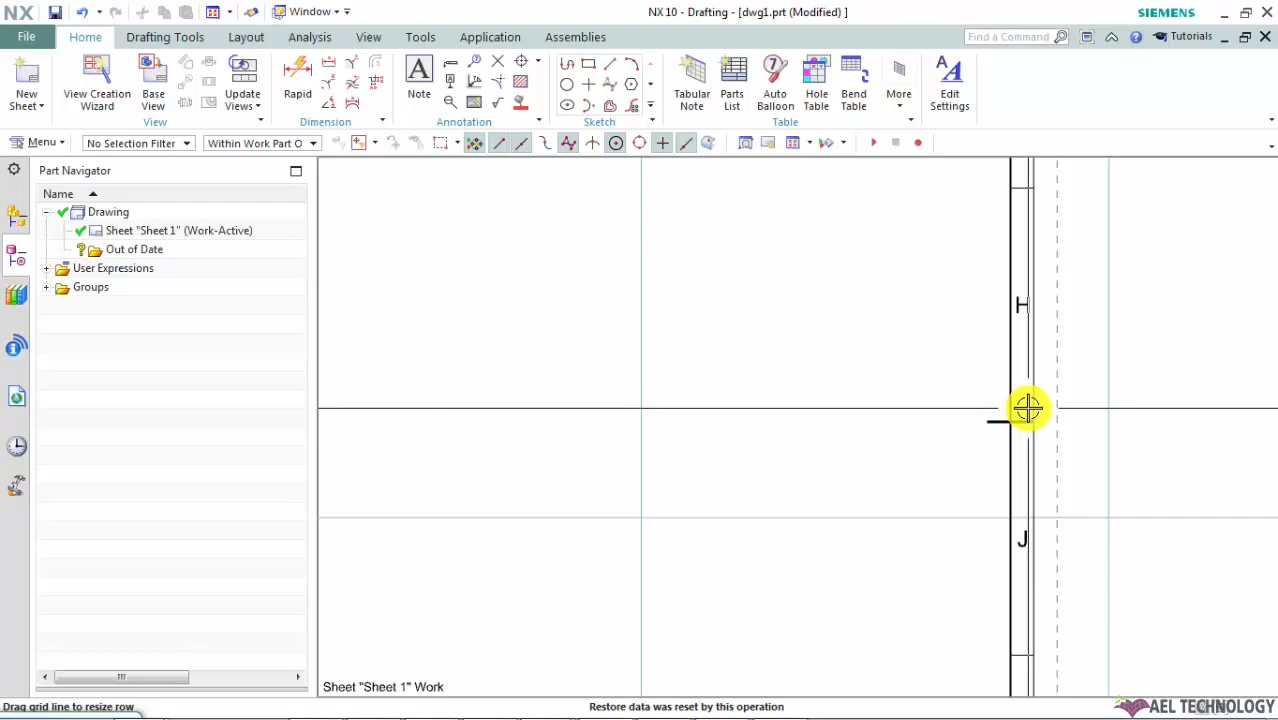 NX
Window
NX 10 - Drafting - [dwg1.prt (Modified) ]
SIEMENS
File
Home
Drafting Tools
Layout
Analysis
View
Tools
Application
Assemblies
Find a Command
Tutorials
New Sheet
View Creation Wizard
Base View
Update Views
View
Rapid
Dimension
Note
Annotation
Sketch
Tabular Note
Parts List
Auto Balloon
Hole Table
Bend Table
More
Table
Edit Settings
Menu
No Selection Filter
Within Work Part O
Part Navigator
Name
Drawing
Sheet "Sheet 1" (Work-Active)
Out of Date
User Expressions
Groups
H
J
Sheet "Sheet 1" Work
Drag grid line to resize row
Restore data was reset by this operation
AEL TECHNOLOGY